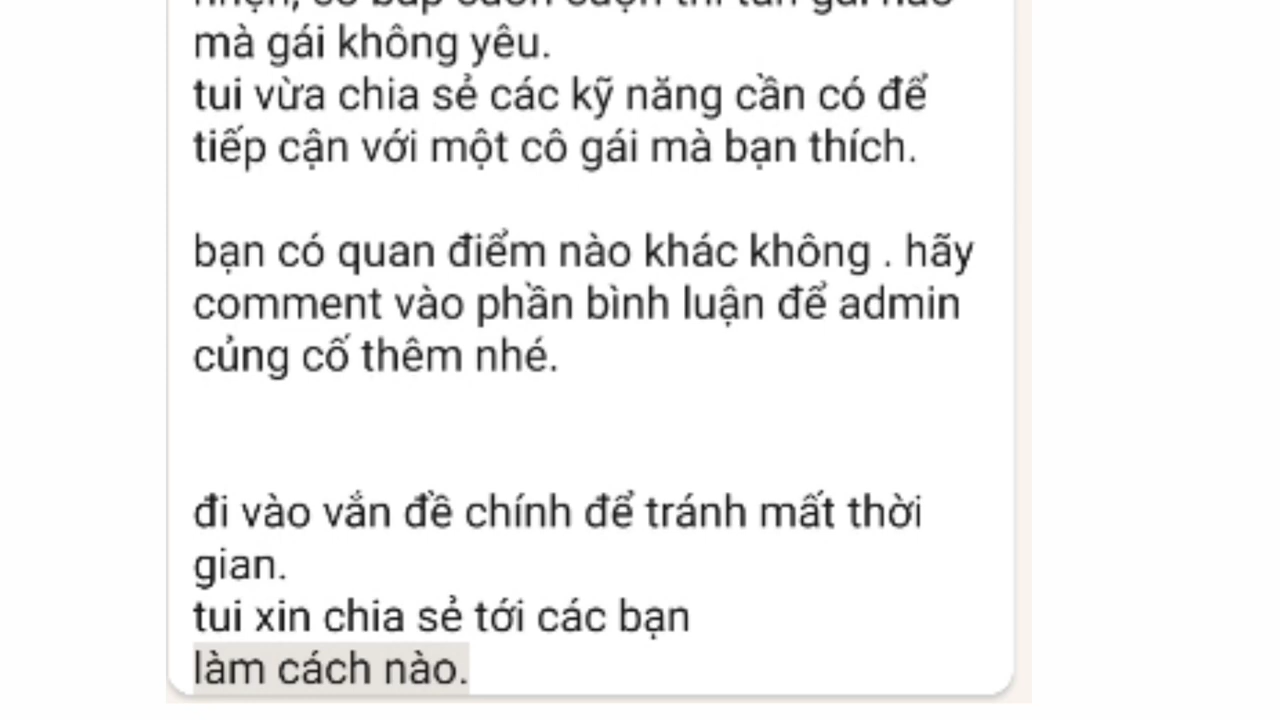 mà gái không yêu.
tui vừa chia sẻ các kỹ năng cần có để
tiếp cận với một cô gái mà bạn thích.
bạn có quan điểm nào khác không . hãy
comment vào phần bình luận để admin
củng cố thêm nhé.
đi vào vắn đề chính để tránh mất thời
gian.
tui xin chia sẻ tới các bạn
làm cách nào.